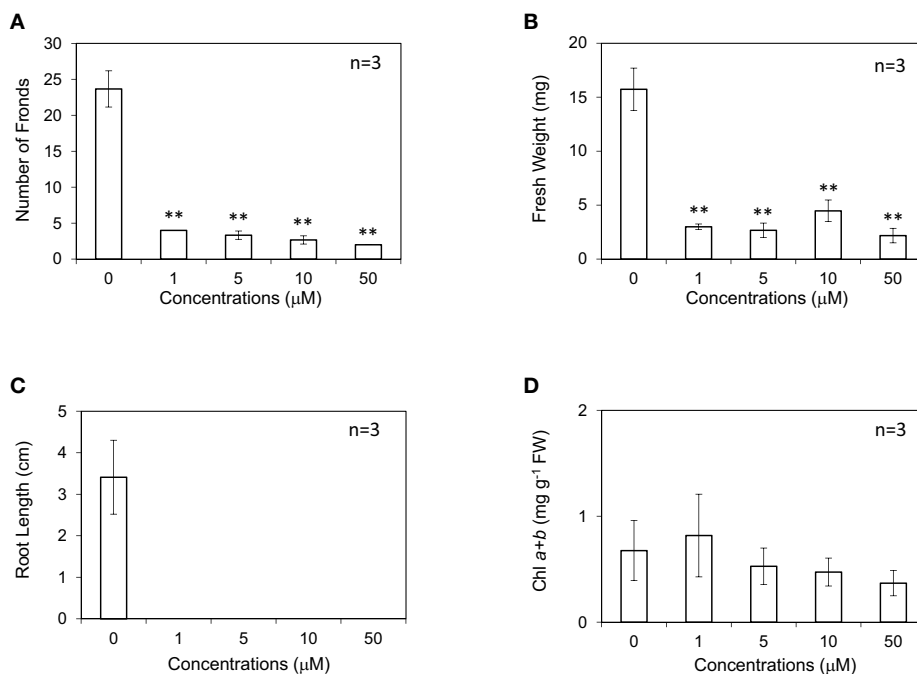 A
30
25
20
15
10
5
0
Number of Fronds
n=3
** ** ** **
0 1 5 10 50
Concentrations (μM)
B
20
15
10
5
0
Fresh Weight (mg)
n=3
** ** ** **
0 1 5 10 50
Concentrations (μM)
C
5
4
3
2
1
0
Root Length (cm)
n=3
0 1 5 10 50
Concentrations (μM)
D
2
1
0
Chl a+b (mg g⁻¹ FW)
n=3
0 1 5 10 50
Concentrations (μM)